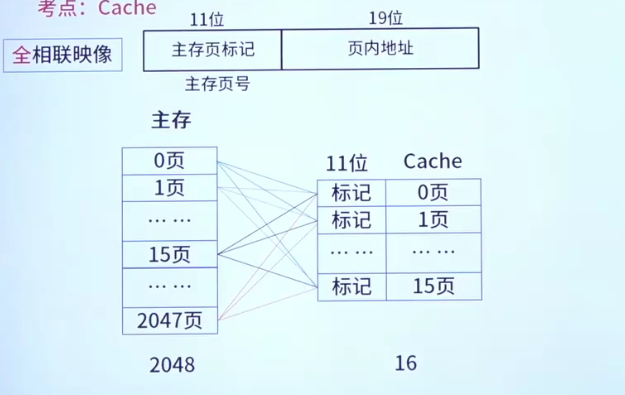 考点：Cache
11位 19位
全相联映像 主存页标记 页内地址
主存页号
主存
11位 Cache
0页
1页
... ...
15页
... ...
2047页
标记 0页
标记 1页
... ... ... ...
标记 15页
2048 16